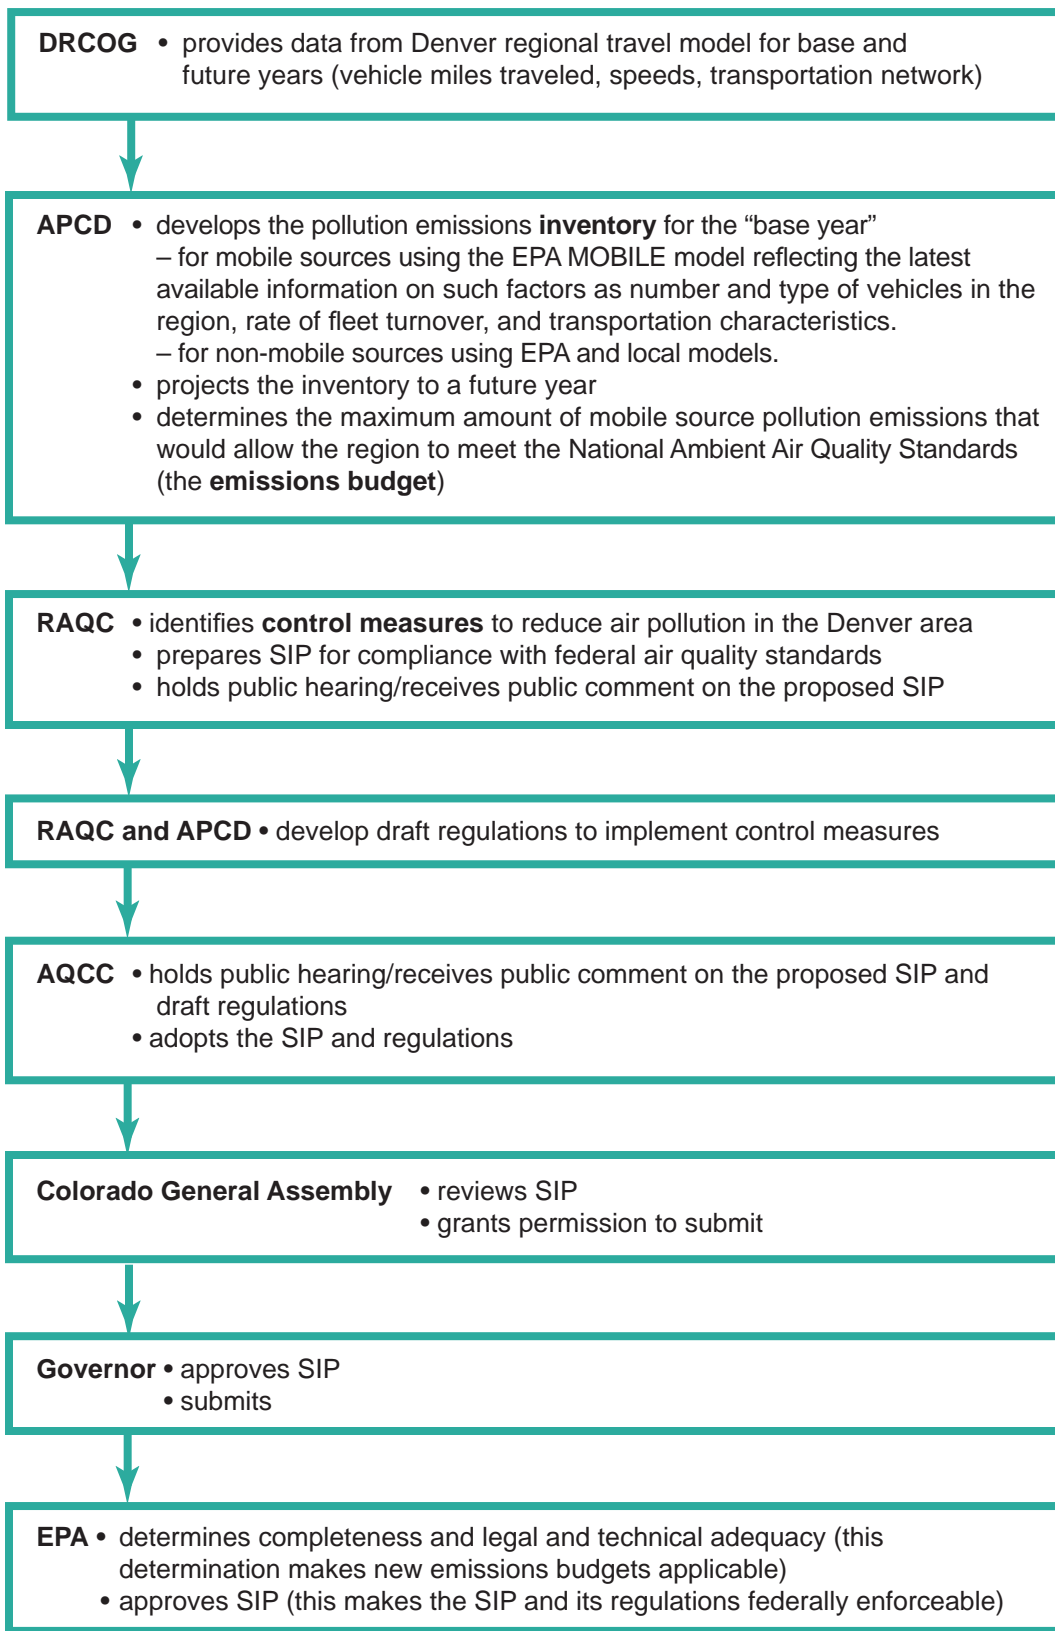 DRCOG • provides data from Denver regional travel model for base and
future years (vehicle miles traveled, speeds, transportation network)
APCD • develops the pollution emissions inventory for the “base year”
– for mobile sources using the EPA MOBILE model reflecting the latest
available information on such factors as number and type of vehicles in the
region, rate of fleet turnover, and transportation characteristics.
– for non-mobile sources using EPA and local models.
• projects the inventory to a future year
• determines the maximum amount of mobile source pollution emissions that
would allow the region to meet the National Ambient Air Quality Standards
(the emissions budget)
RAQC • identifies control measures to reduce air pollution in the Denver area
• prepares SIP for compliance with federal air quality standards
• holds public hearing/receives public comment on the proposed SIP
RAQC and APCD • develop draft regulations to implement control measures
AQCC • holds public hearing/receives public comment on the proposed SIP and
draft regulations
• adopts the SIP and regulations
Colorado General Assembly • reviews SIP
• grants permission to submit
Governor • approves SIP
• submits
EPA • determines completeness and legal and technical adequacy (this
determination makes new emissions budgets applicable)
• approves SIP (this makes the SIP and its regulations federally enforceable)